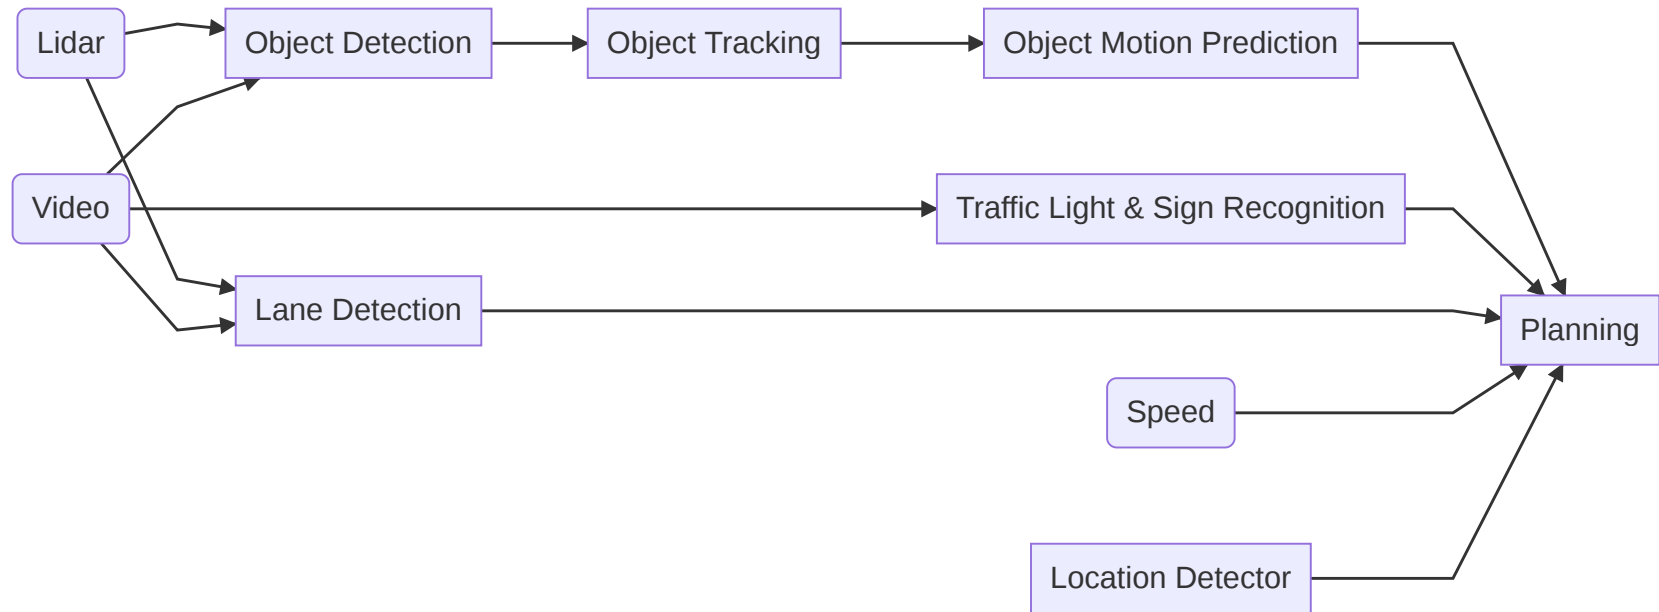 Lidar
Object Detection
Object Tracking
Object Motion Prediction
Video
Traffic Light & Sign Recognition
Lane Detection
Planning
Speed
Location Detector